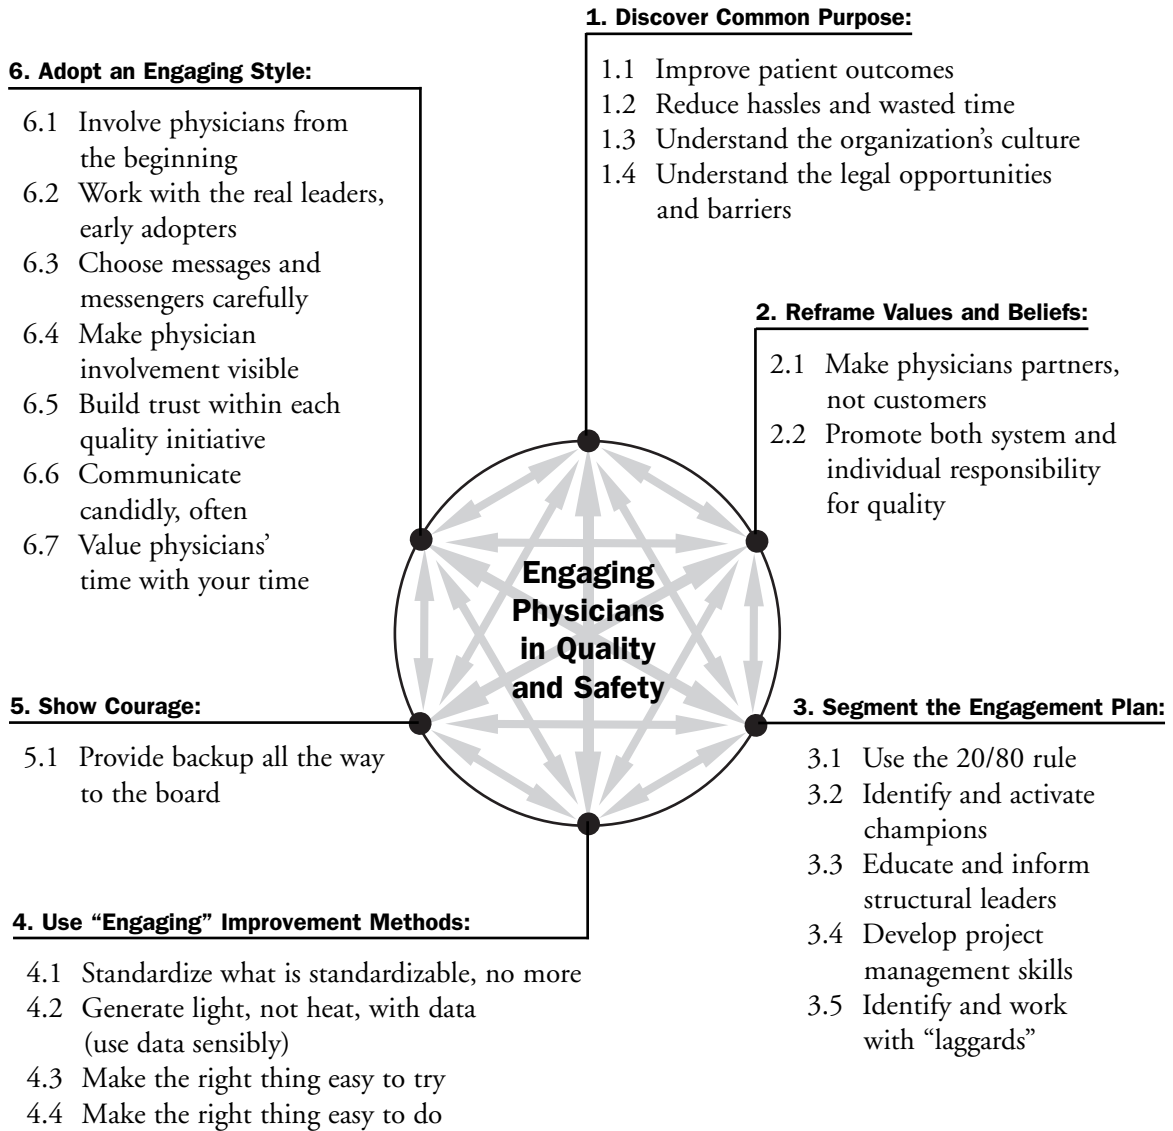 1. Discover Common Purpose:
1.1 Improve patient outcomes
1.2 Reduce hassles and wasted time
1.3 Understand the organization’s culture
1.4 Understand the legal opportunities
and barriers
2. Reframe Values and Beliefs:
2.1 Make physicians partners,
not customers
2.2 Promote both system and
individual responsibility
for quality
3. Segment the Engagement Plan:
3.1 Use the 20/80 rule
3.2 Identify and activate
champions
3.3 Educate and inform
structural leaders
3.4 Develop project
management skills
3.5 Identify and work
with “laggards”
4. Use “Engaging” Improvement Methods:
4.1 Standardize what is standardizable, no more
4.2 Generate light, not heat, with data
(use data sensibly)
4.3 Make the right thing easy to try
4.4 Make the right thing easy to do
5. Show Courage:
5.1 Provide backup all the way
to the board
6. Adopt an Engaging Style:
6.1 Involve physicians from
the beginning
6.2 Work with the real leaders,
early adopters
6.3 Choose messages and
messengers carefully
6.4 Make physician
involvement visible
6.5 Build trust within each
quality initiative
6.6 Communicate
candidly, often
6.7 Value physicians’
time with your time
Engaging
Physicians
in Quality
and Safety